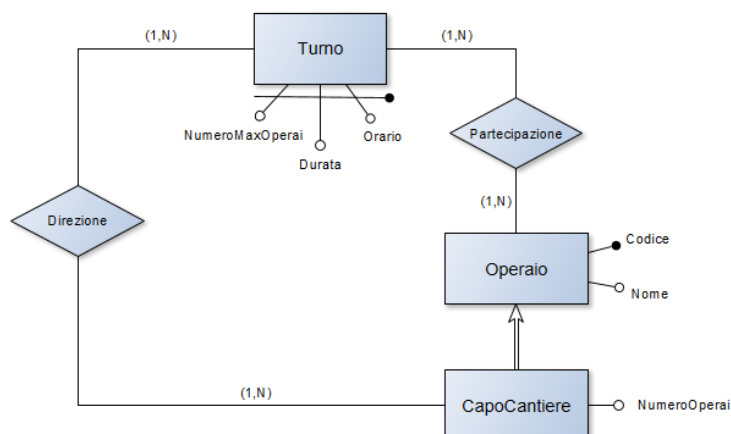 (1,N)
Turno
(1,N)
NumeroMaxOperai
Orario
Durata
Partecipazione
(1,N)
Direzione
Codice
Operaio
Nome
(1,N)
CapoCantiere
NumeroOperai